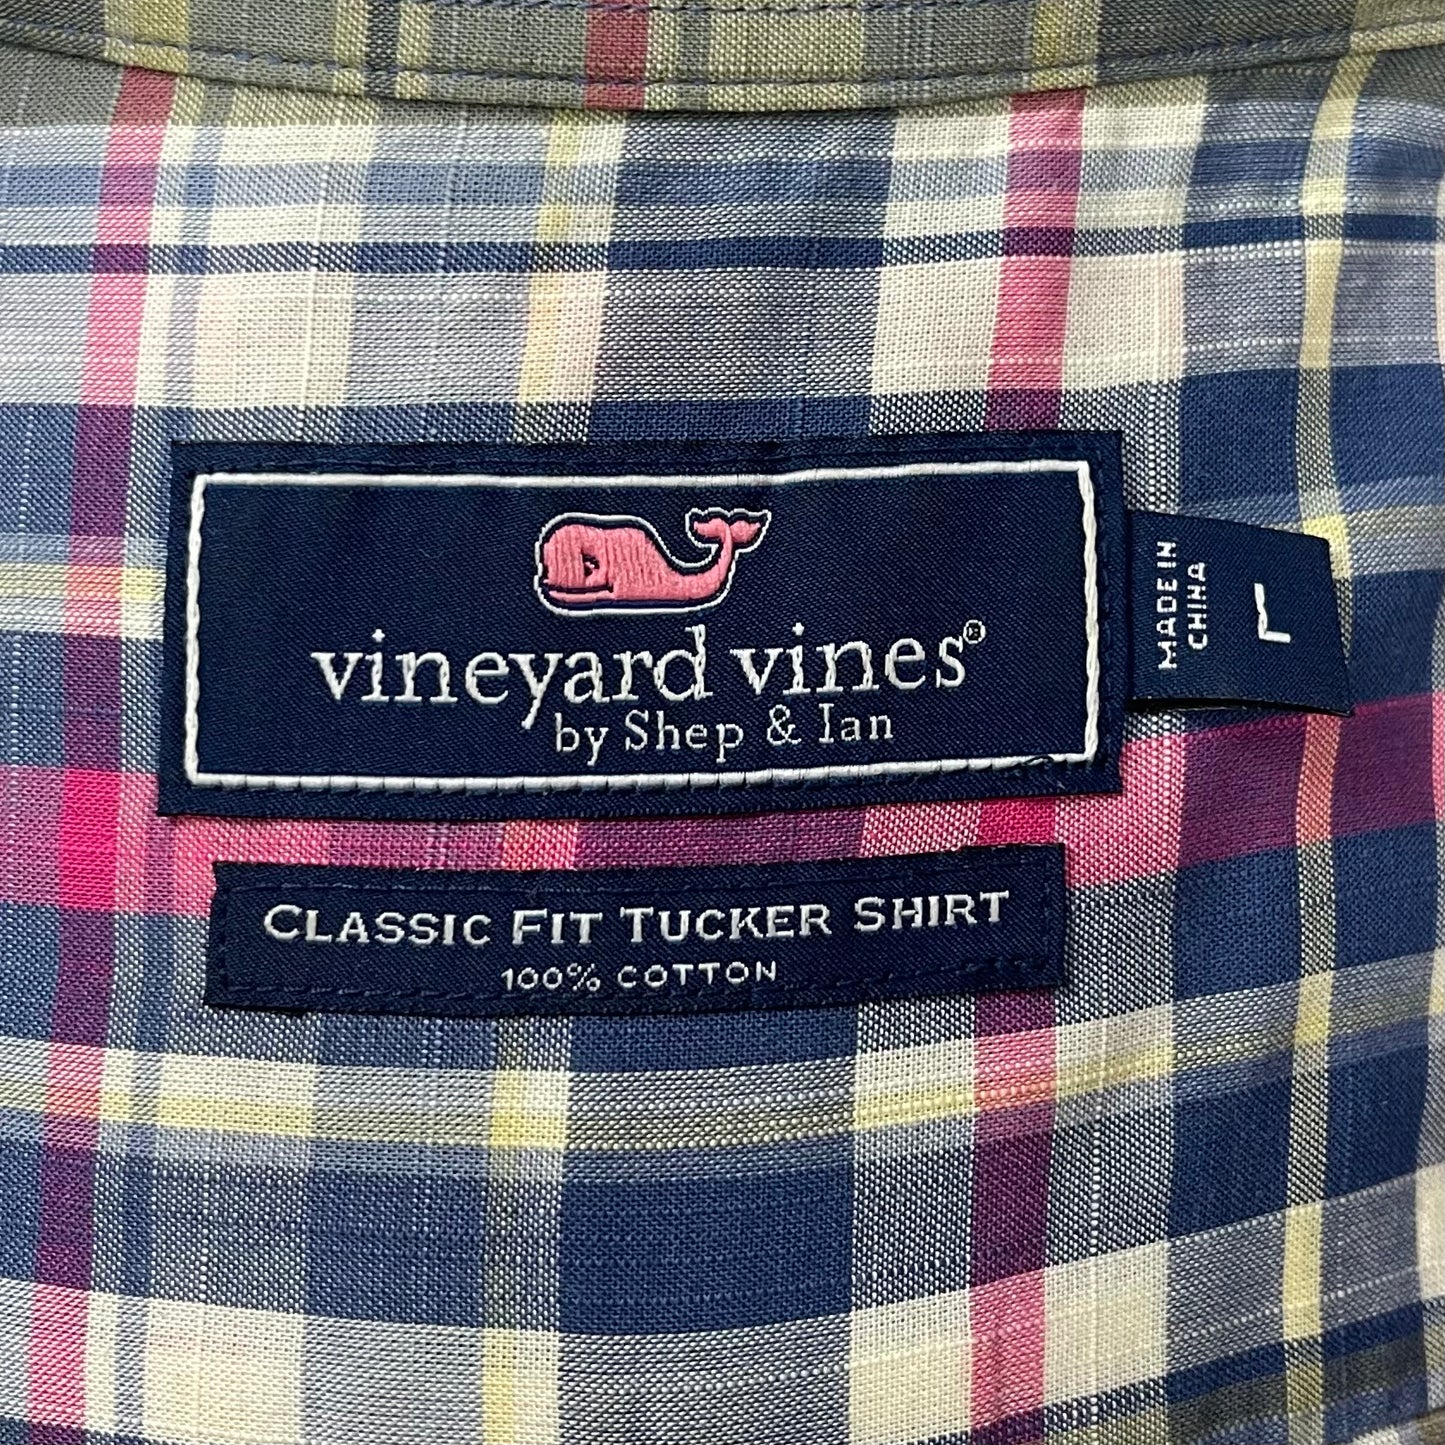 vineyard vines®
by Shep & Ian
MADE IN
CHINA
L
CLASSIC FIT TUCKER SHIRT
100% COTTON